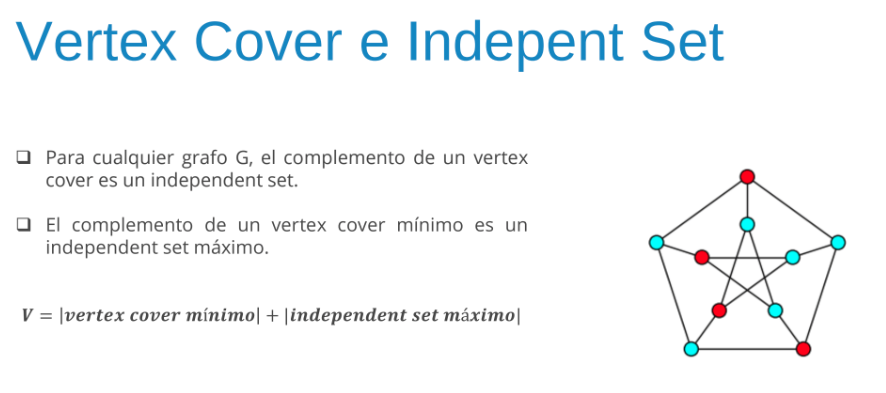 Vertex Cover e Indepent Set
❑ Para cualquier grafo G, el complemento de un vertex
cover es un independent set.
❑ El complemento de un vertex cover mínimo es un
independent set máximo.
V = |vertex cover mínimo| + |independent set máximo|